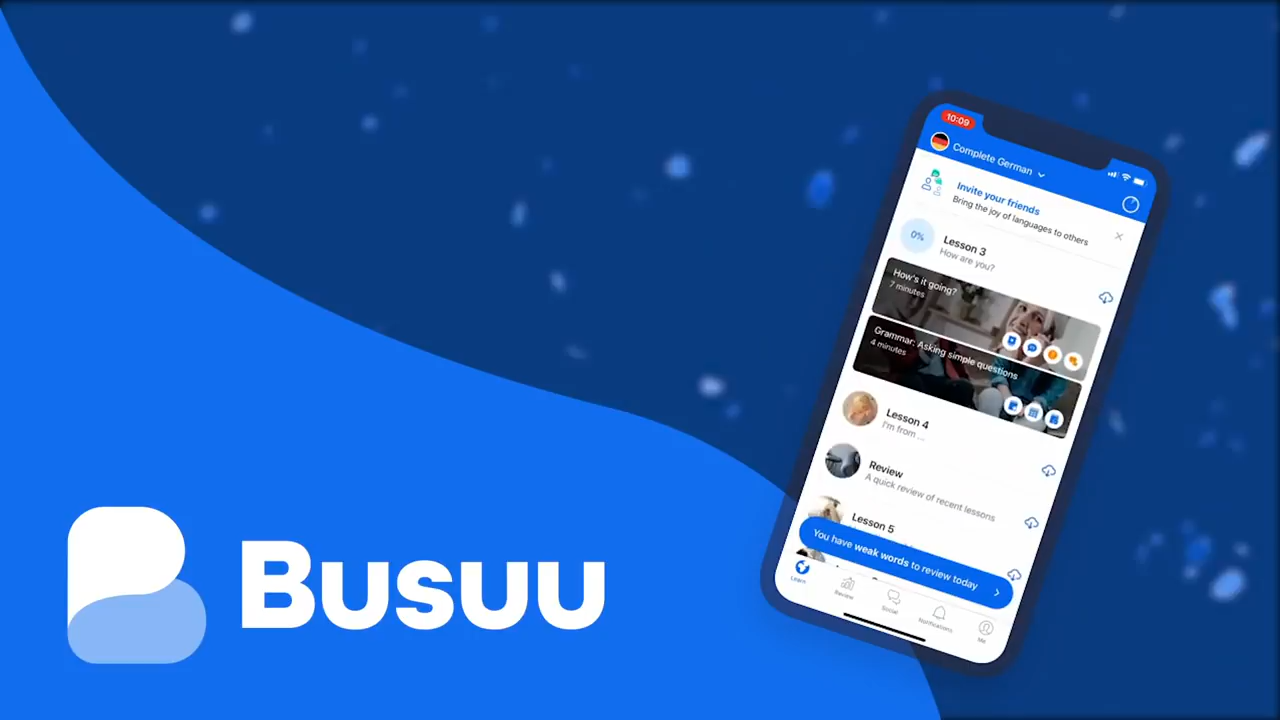 10:09
Complete German
Invite your friends
Bring the joy of languages to others
0%
Lesson 3
How are you?
How's it going?
7 minutes
Grammar: Asking simple questions
4 minutes
Lesson 4
I'm from ...
Review
A quick review of recent lessons
Lesson 5
You have weak words to review today
Learn
Review
Social
Notifications
Me
Busuu